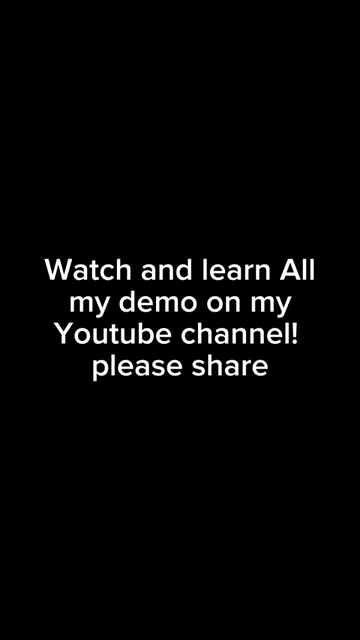 Watch and learn All
my demo on my
Youtube channel!
please share